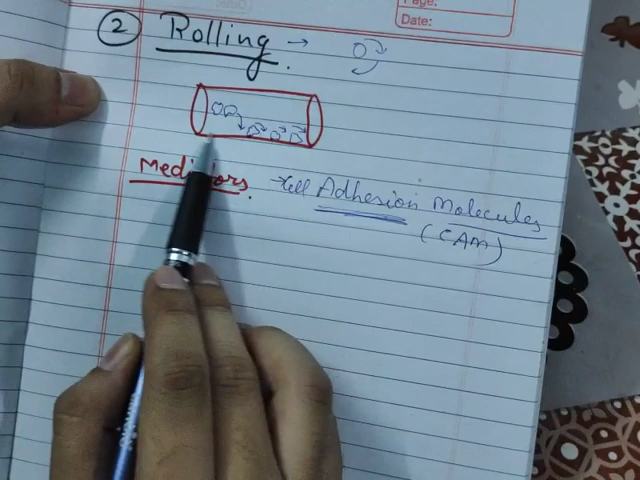 Page:
Date:
② Rolling →
Mediators. → Cell Adhesion Molecules
(CAM)